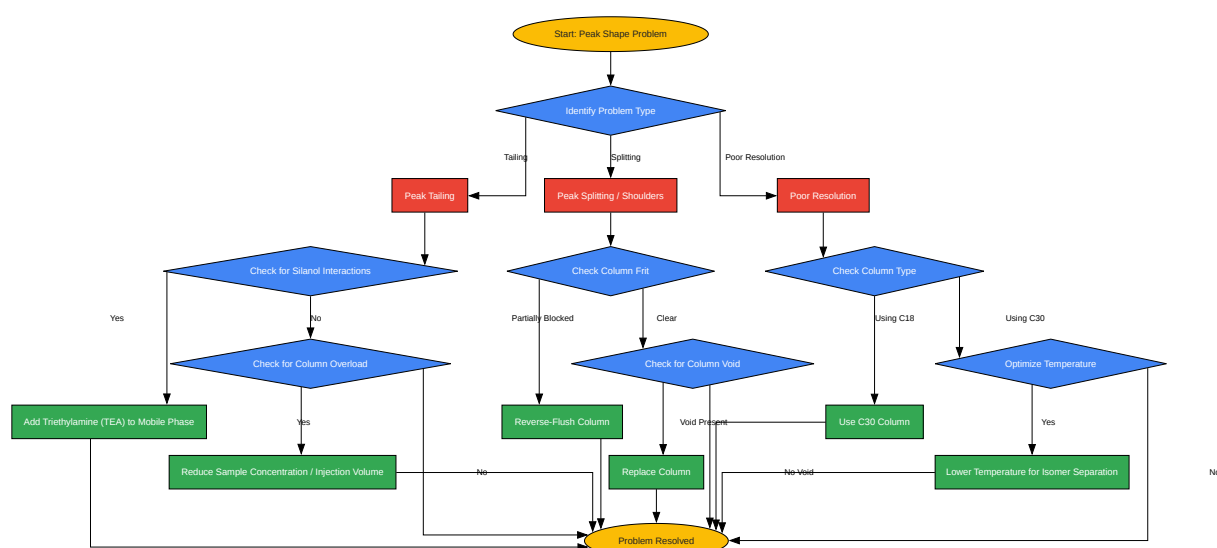 Start: Peak Shape Problem
Identify Problem Type
Tailing
Splitting
Poor Resolution
Peak Tailing
Peak Splitting / Shoulders
Poor Resolution
Check for Silanol Interactions
Check Column Frit
Check Column Type
Yes
No
Partially Blocked
Clear
Using C18
Using C30
Check for Column Overload
Check for Column Void
Optimize Temperature
Add Triethylamine (TEA) to Mobile Phase
Yes
Reverse-Flush Column
Void Present
Use C30 Column
Yes
Reduce Sample Concentration / Injection Volume
No
Replace Column
No Void
Lower Temperature for Isomer Separation
No
Problem Resolved